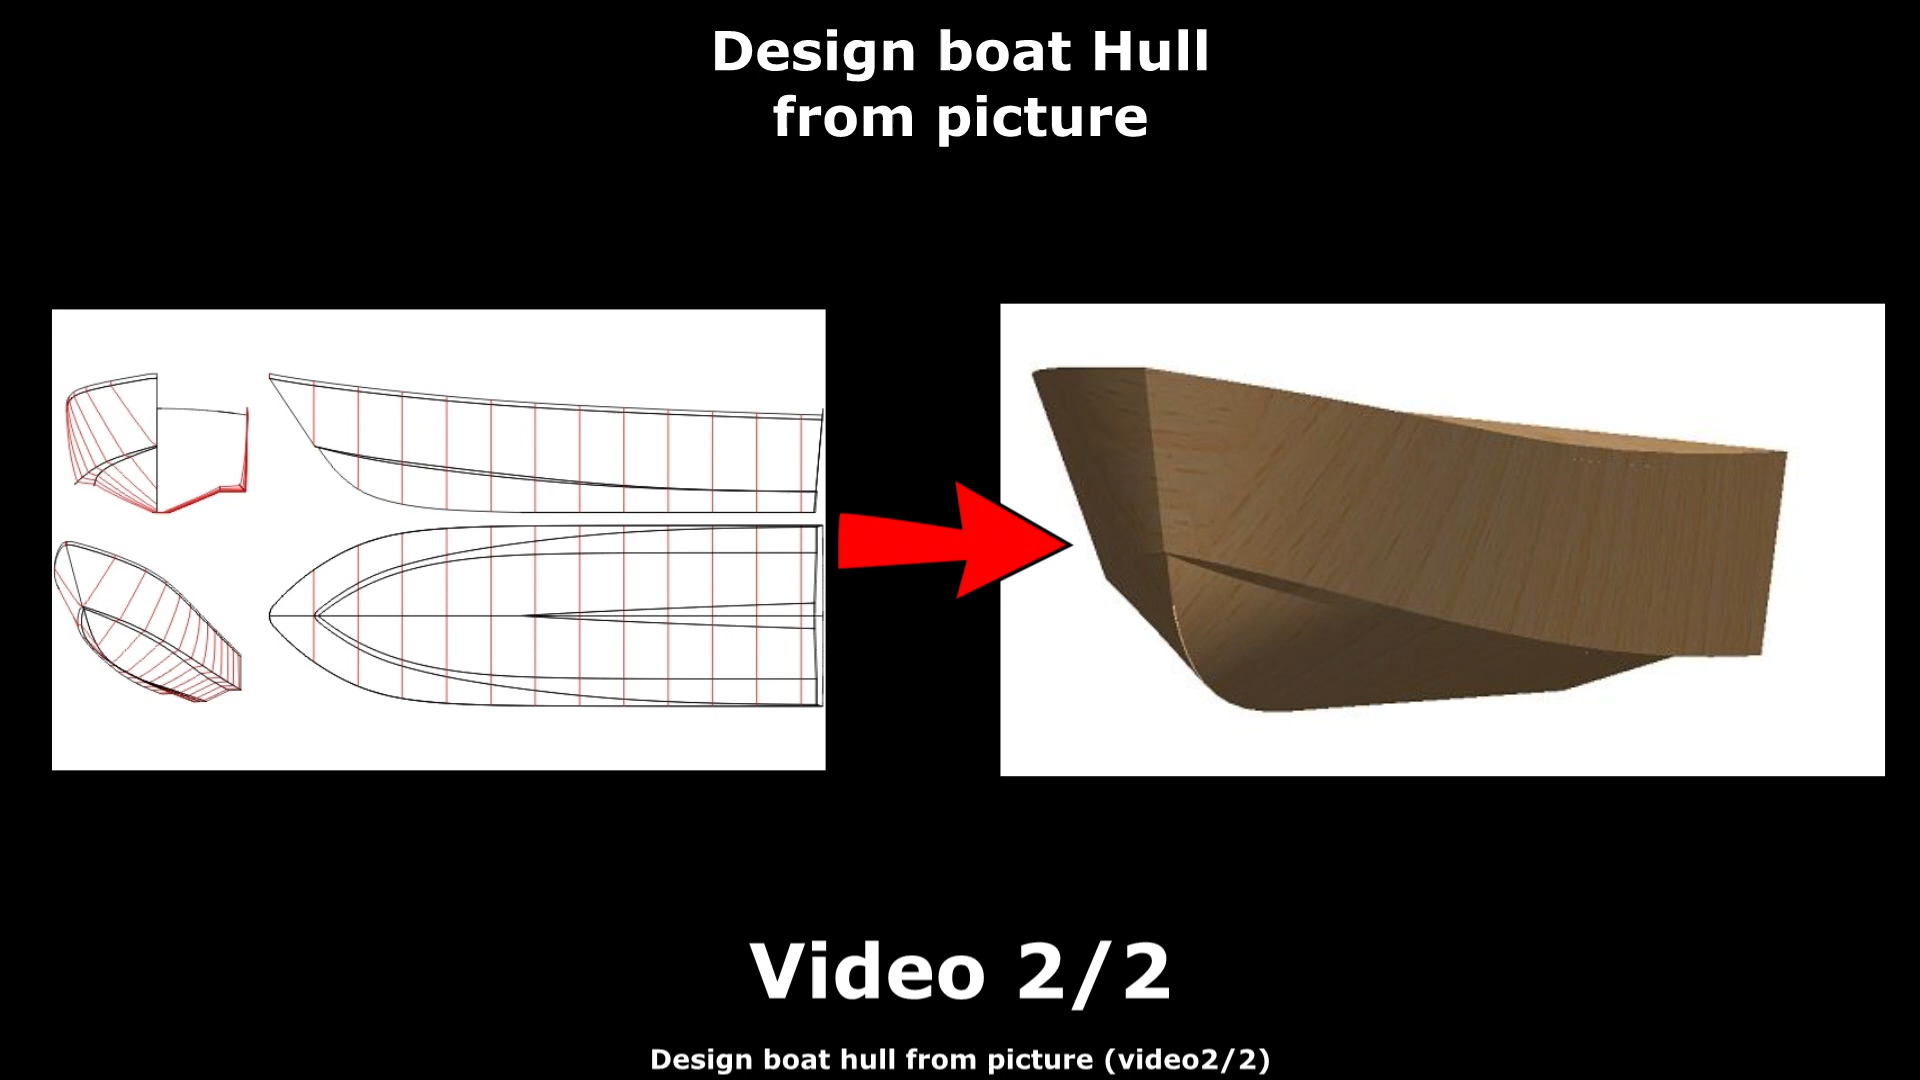 Design boat Hull
from picture
Video 2/2
Design boat hull from picture (video2/2)